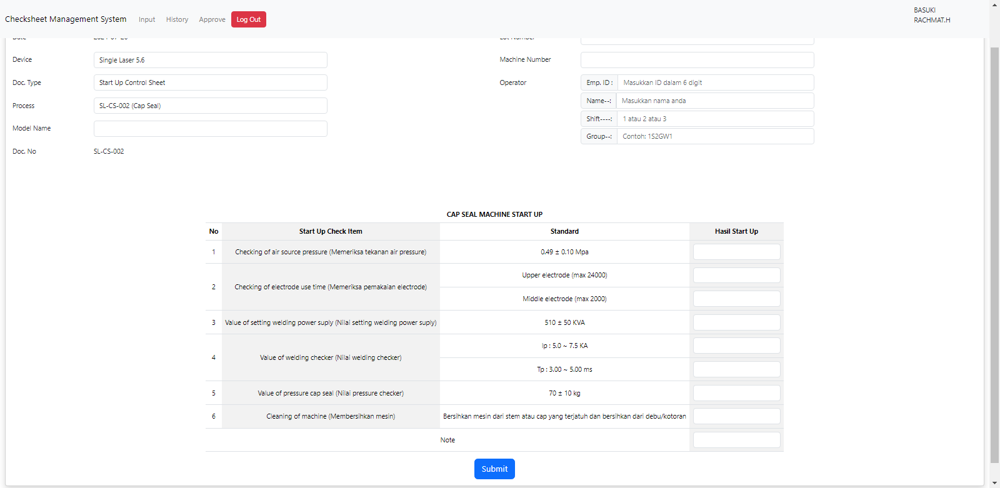 Checksheet Management System Input History Approve Log Out
BASUKI
RACHMAT.H
Date
Lot Number
Device Single Laser 5.6
Machine Number
Doc. Type Start Up Control Sheet
Operator Emp. ID : Masukkan ID dalam 6 digit
Process SL-CS-002 (Cap Seal)
Name--: Masukkan nama anda
Shift----: 1 atau 2 atau 3
Model Name
Group--: Contoh: 1S2GW1
Doc. No SL-CS-002
CAP SEAL MACHINE START UP
No Start Up Check Item Standard Hasil Start Up
1 Checking of air source pressure (Memeriksa tekanan air pressure) 0.49 ± 0.10 Mpa
2 Checking of electrode use time (Memeriksa pemakaian electrode) Upper electrode (max 24000)
Middle electrode (max 2000)
3 Value of setting welding power suply (Nilai setting welding power suply) 510 ± 50 KVA
4 Value of welding checker (Nilai welding checker) Ip : 5.0 ~ 7.5 KA
Tp : 3.00 ~ 5.00 ms
5 Value of pressure cap seal (Nilai pressure checker) 70 ± 10 kg
6 Cleaning of machine (Membersihkan mesin) Bersihkan mesin dari stem atau cap yang terjatuh dan bersihkan dari debu/kotoran
Note
Submit